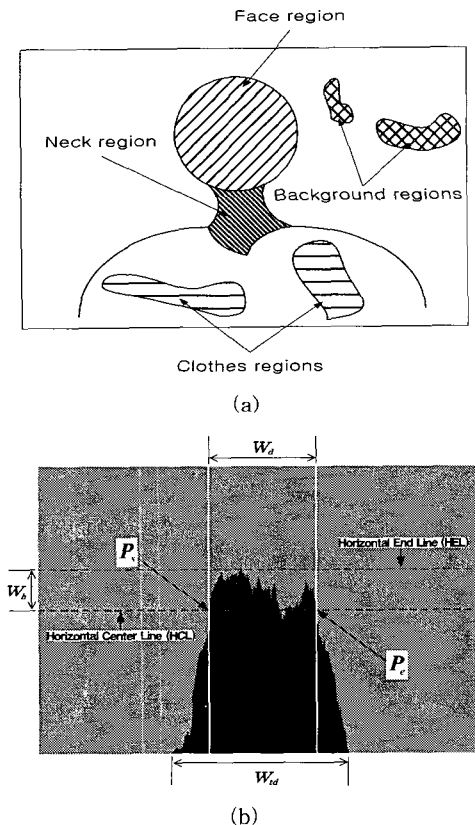 Face region
Neck region
Background regions
Clothes regions
(a)
W_d
Horizontal End Line (HEL)
P_s
W_h
Horizontal Center Line (HCL)
P_e
W_td
(b)